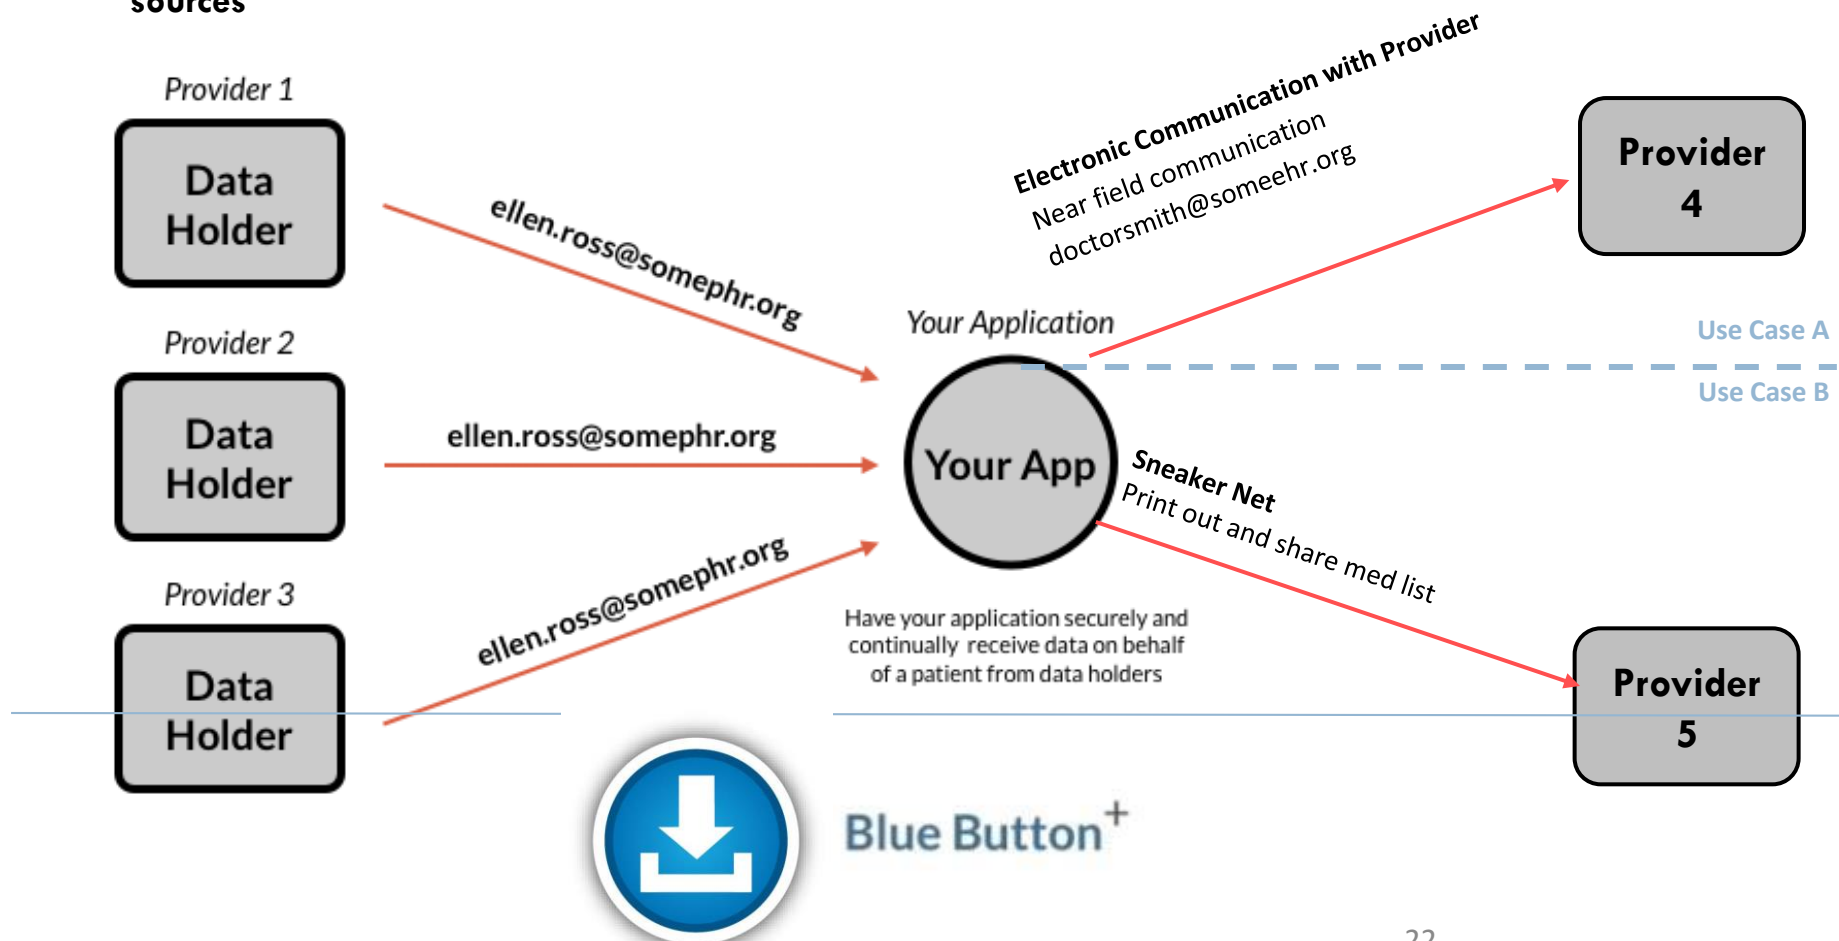 sources
Provider 1
Data
Holder
ellen.ross@somephr.org
Provider 2
Data
Holder
ellen.ross@somephr.org
Provider 3
Data
Holder
ellen.ross@somephr.org
Your Application
Your App
Have your application securely and
continually receive data on behalf
of a patient from data holders
Electronic Communication with Provider
Near field communication
doctorsmith@someehr.org
Provider
4
Use Case A
Use Case B
Sneaker Net
Print out and share med list
Provider
5
Blue Button+
22